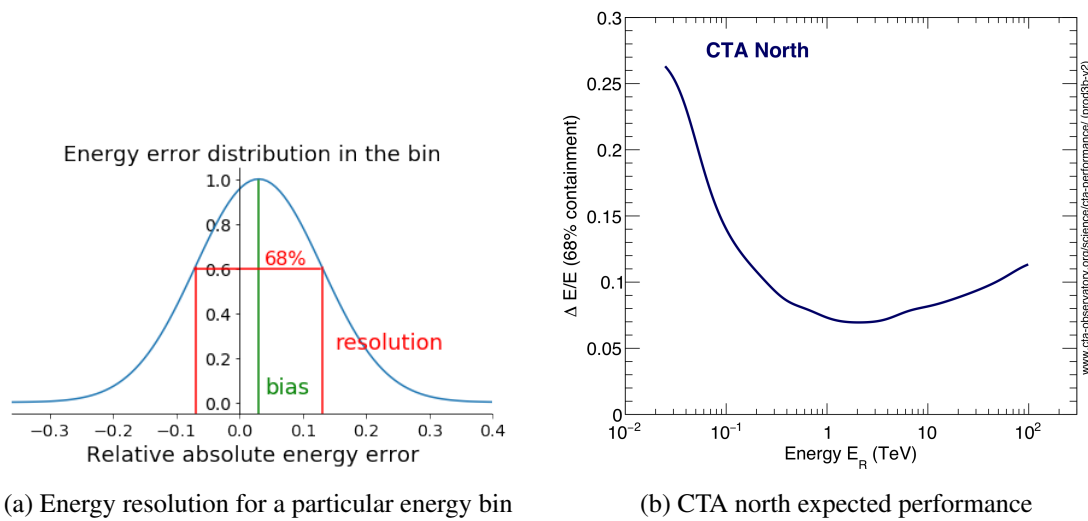 Energy error distribution in the bin
1.0
0.8
68%
0.6
0.4
resolution
0.2
bias
0.0
−0.3 −0.2 −0.1 0.0 0.1 0.2 0.3 0.4
Relative absolute energy error
(a) Energy resolution for a particular energy bin
0.3
CTA North
0.25
0.2
0.15
0.1
0.05
0
Δ E/E (68% containment)
10⁻² 10⁻¹ 1 10 10²
Energy E_R (TeV)
www.cta-observatory.org/science/cta-performance/ (prod3b-v2)
(b) CTA north expected performance